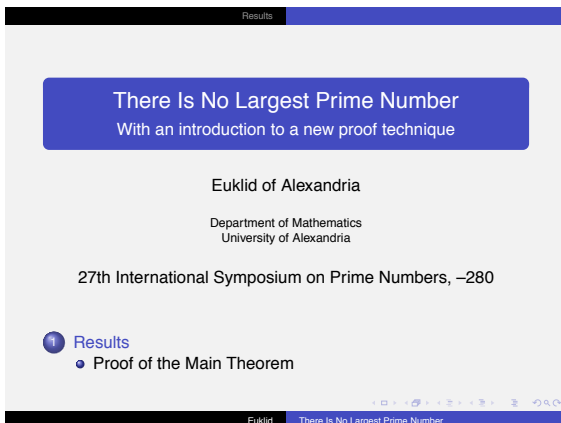 Results
There Is No Largest Prime Number
With an introduction to a new proof technique
Euklid of Alexandria
Department of Mathematics
University of Alexandria
27th International Symposium on Prime Numbers, –280
1 Results
Proof of the Main Theorem
Euklid There Is No Largest Prime Number